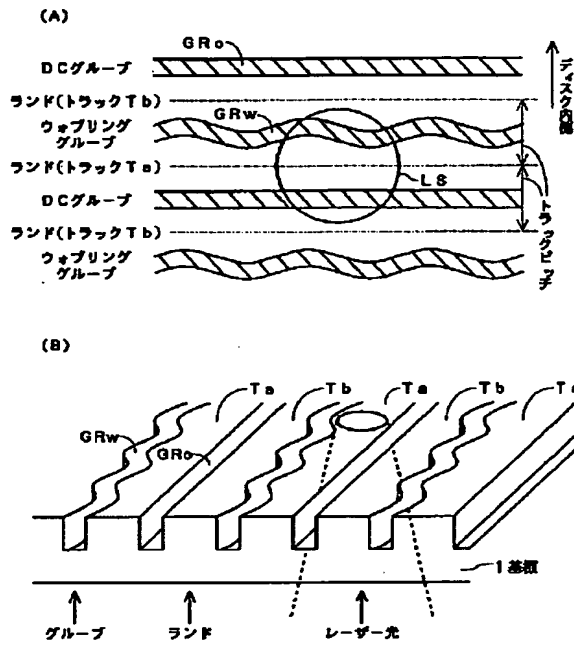 (A)
GRo
DCグルーブ
ランド(トラックTb)
ウォブリング
グルーブ
GRw
ランド(トラックTa)
LS
DCグルーブ
ランド(トラックTb)
ウォブリング
グルーブ
ディスク内部
トラックピッチ
(B)
Ta
Tb
Ta
Tb
GRw
GRo
1基板
グルーブ
ランド
レーザー光